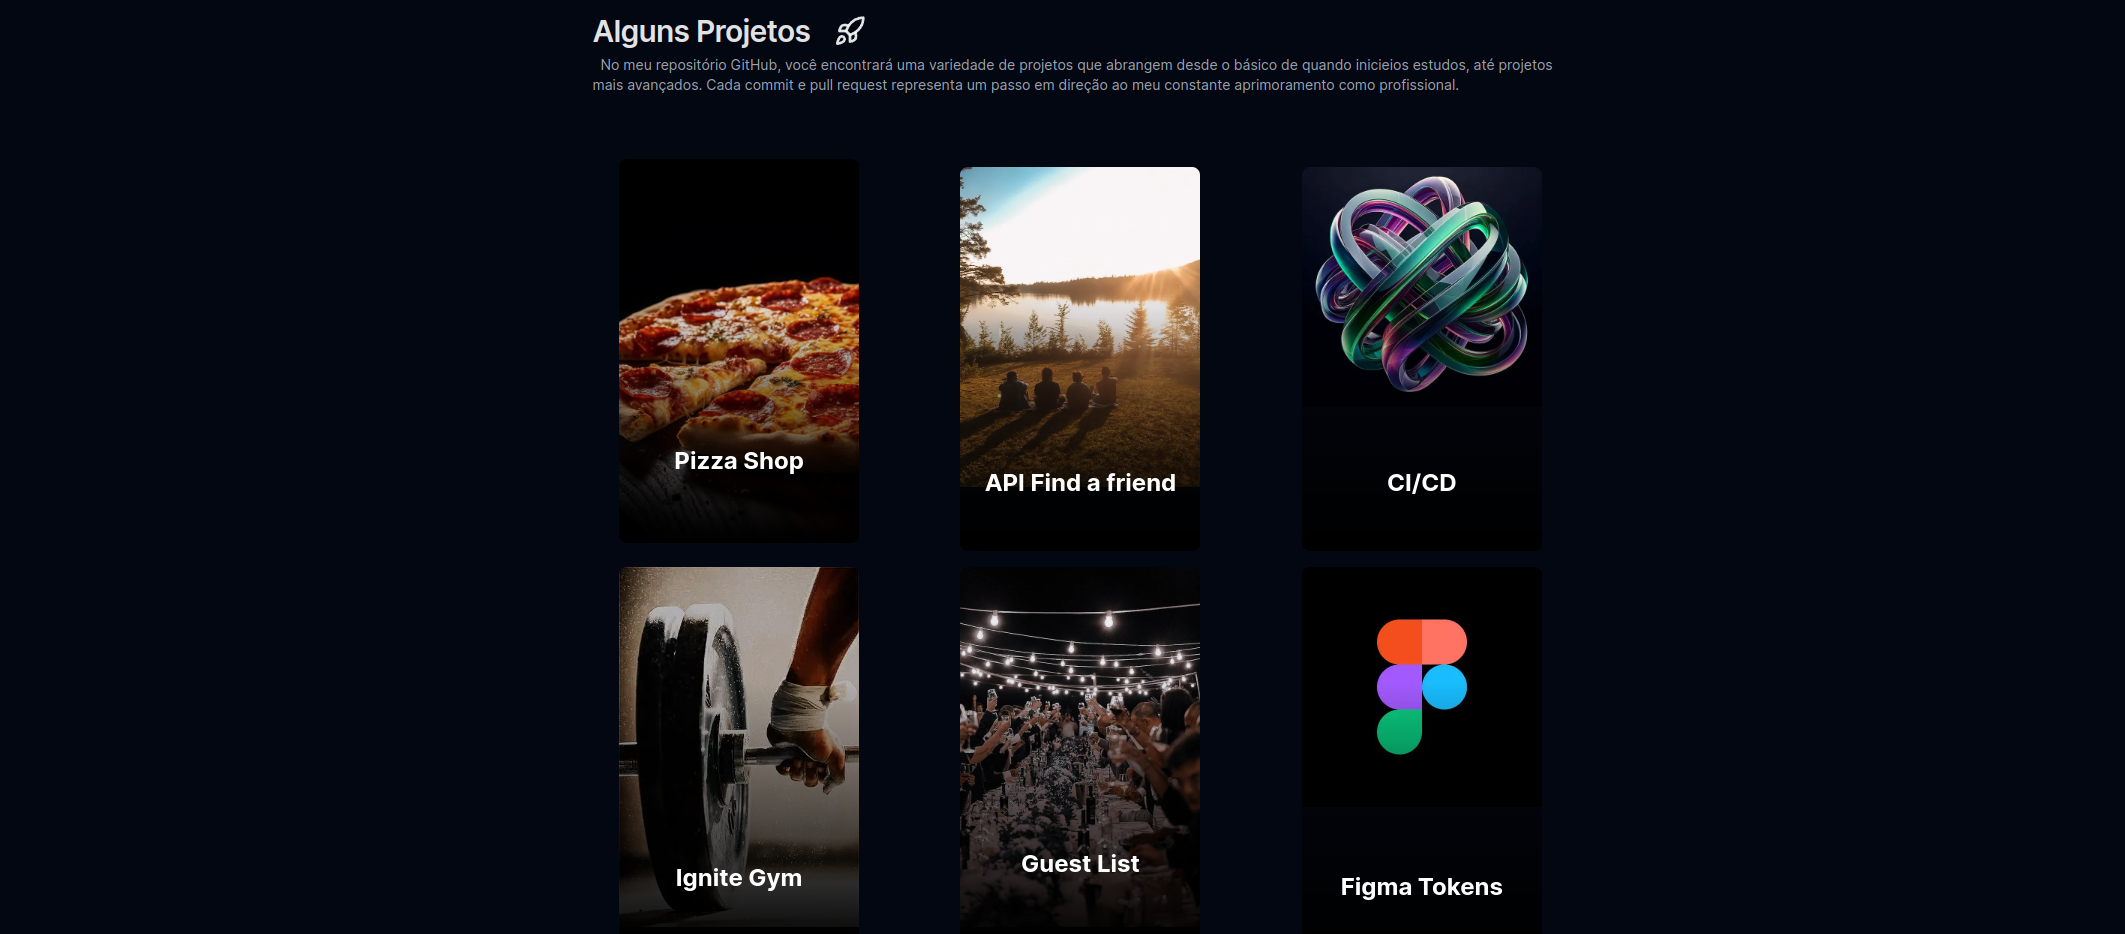 Alguns Projetos
No meu repositório GitHub, você encontrará uma variedade de projetos que abrangem desde o básico de quando inicieios estudos, até projetos
mais avançados. Cada commit e pull request representa um passo em direção ao meu constante aprimoramento como profissional.
Pizza Shop
API Find a friend
CI/CD
Ignite Gym
Guest List
Figma Tokens